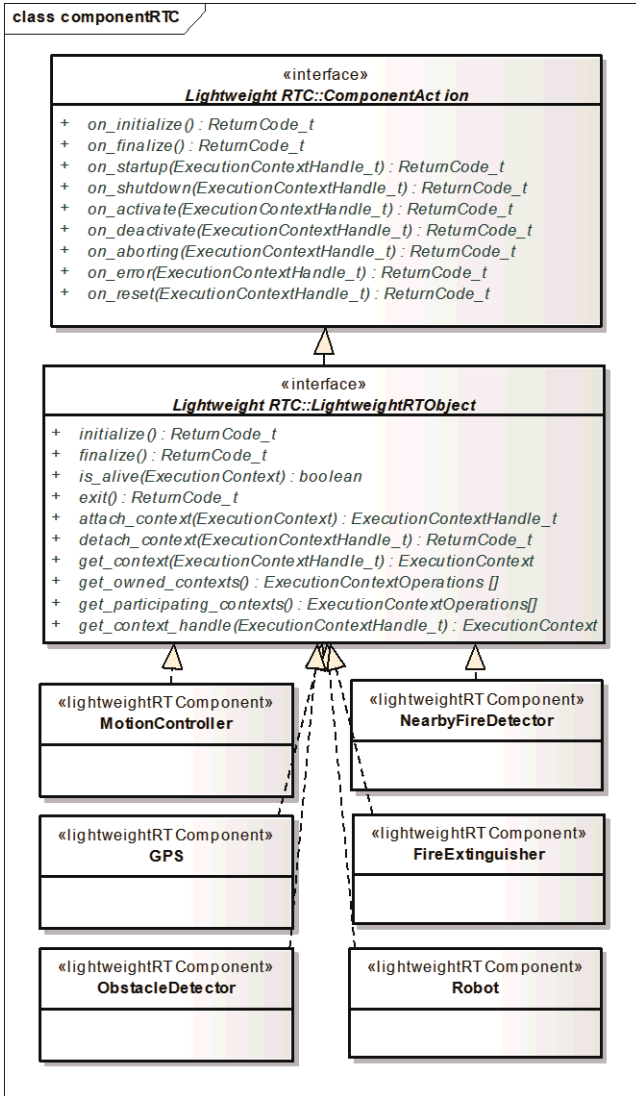 class componentRTC
«interface»
Lightweight RTC::ComponentAct ion
+ on_initialize() : ReturnCode_t
+ on_finalize() : ReturnCode_t
+ on_startup(ExecutionContextHandle_t) : ReturnCode_t
+ on_shutdown(ExecutionContextHandle_t) : ReturnCode_t
+ on_activate(ExecutionContextHandle_t) : ReturnCode_t
+ on_deactivate(ExecutionContextHandle_t) : ReturnCode_t
+ on_aborting(ExecutionContextHandle_t) : ReturnCode_t
+ on_error(ExecutionContextHandle_t) : ReturnCode_t
+ on_reset(ExecutionContextHandle_t) : ReturnCode_t
«interface»
Lightweight RTC::LightweightRTObject
+ initialize() : ReturnCode_t
+ finalize() : ReturnCode_t
+ is_alive(ExecutionContext) : boolean
+ exit() : ReturnCode_t
+ attach_context(ExecutionContext) : ExecutionContextHandle_t
+ detach_context(ExecutionContextHandle_t) : ReturnCode_t
+ get_context(ExecutionContextHandle_t) : ExecutionContext
+ get_owned_contexts() : ExecutionContextOperations []
+ get_participating_contexts() : ExecutionContextOperations[]
+ get_context_handle(ExecutionContextHandle_t) : ExecutionContext
«lightweightRT Component»
MotionController
«lightweightRT Component»
NearbyFireDetector
«lightweightRT Component»
GPS
«lightweightRT Component»
FireExtinguisher
«lightweightRT Component»
ObstacleDetector
«lightweightRT Component»
Robot